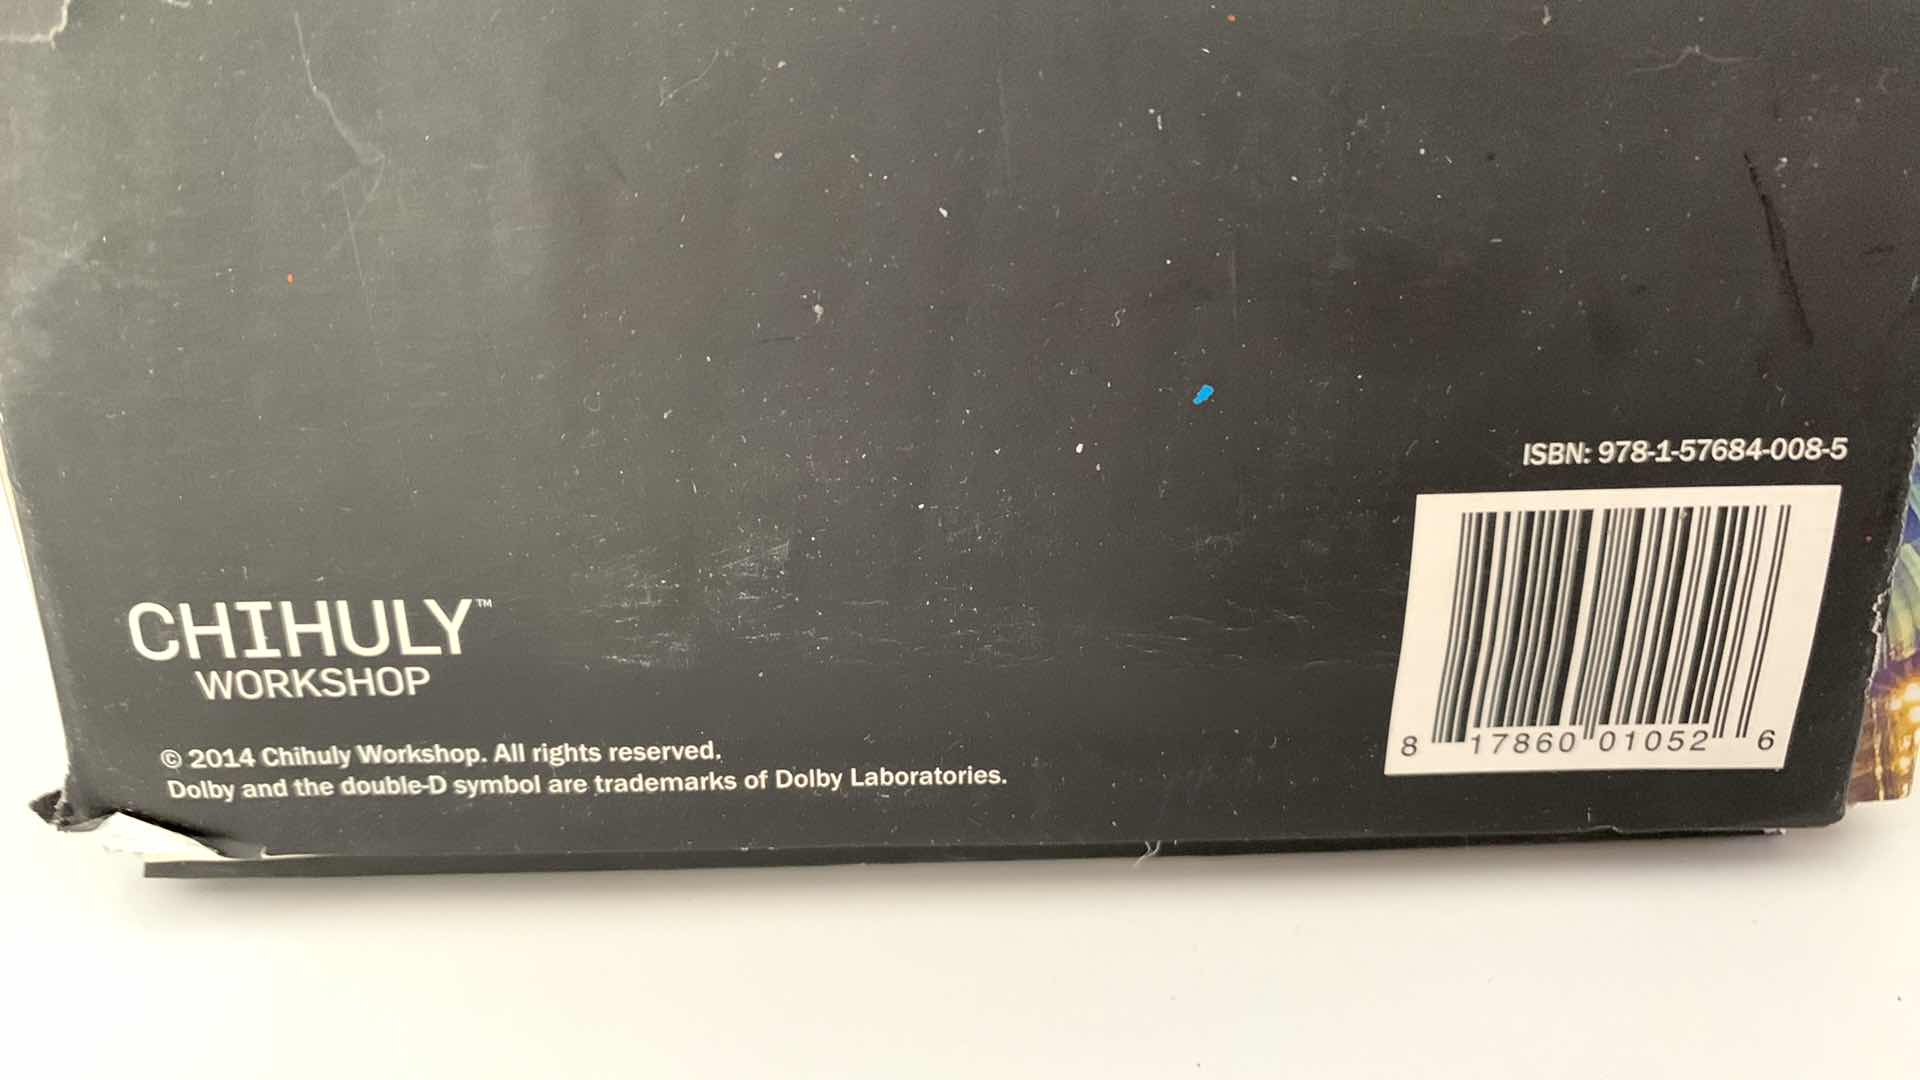 ISBN: 978-1-57684-008-5
8 17860 01052 6
CHIHULY™
WORKSHOP
© 2014 Chihuly Workshop. All rights reserved.
Dolby and the double-D symbol are trademarks of Dolby Laboratories.